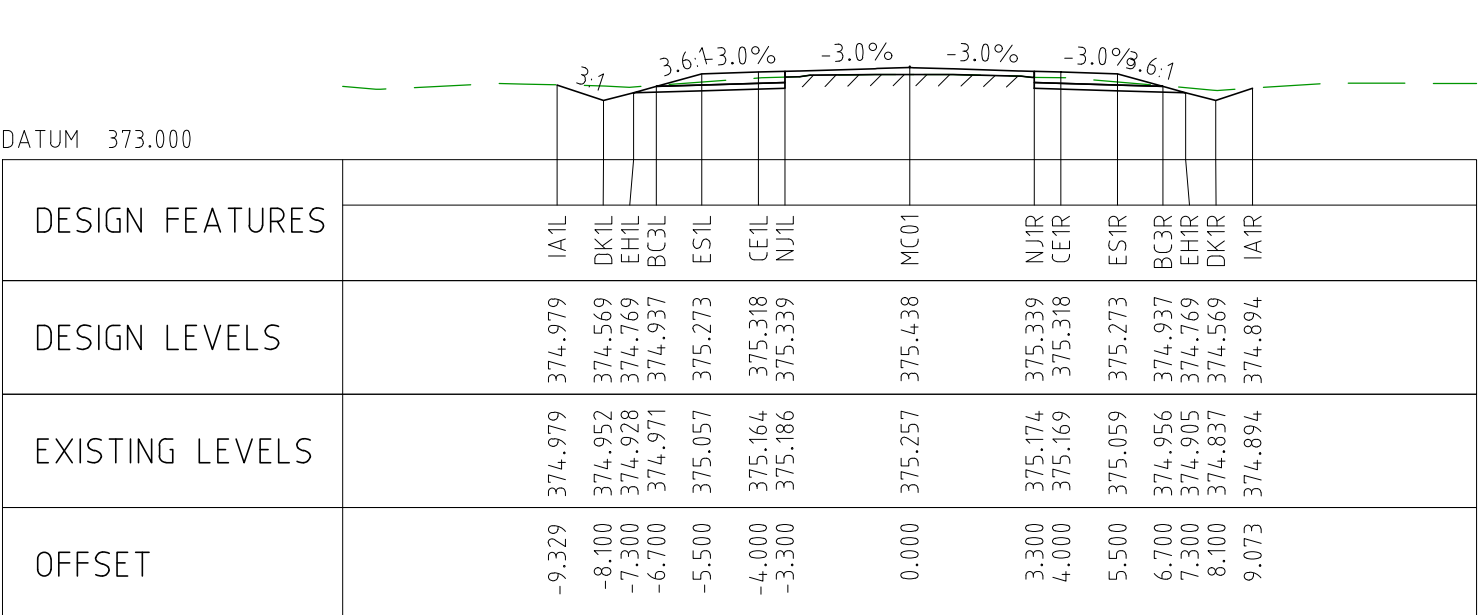 3:1 3.6:1 -3.0% -3.0% -3.0% -3.0% 3.6:1
DATUM 373.000
DESIGN FEATURES IA1L DK1L EH1L BC3L ES1L CE1L NJ1L MC01 NJ1R CE1R ES1R BC3R EH1R DK1R IA1R
DESIGN LEVELS 374.979 374.569 374.769 374.937 375.273 375.318 375.339 375.438 375.339 375.318 375.273 374.937 374.769 374.569 374.894
EXISTING LEVELS 374.979 374.952 374.928 374.971 375.057 375.164 375.186 375.257 375.174 375.169 375.059 374.956 374.905 374.837 374.894
OFFSET -9.329 -8.100 -7.300 -6.700 -5.500 -4.000 -3.300 0.000 3.300 4.000 5.500 6.700 7.300 8.100 9.073